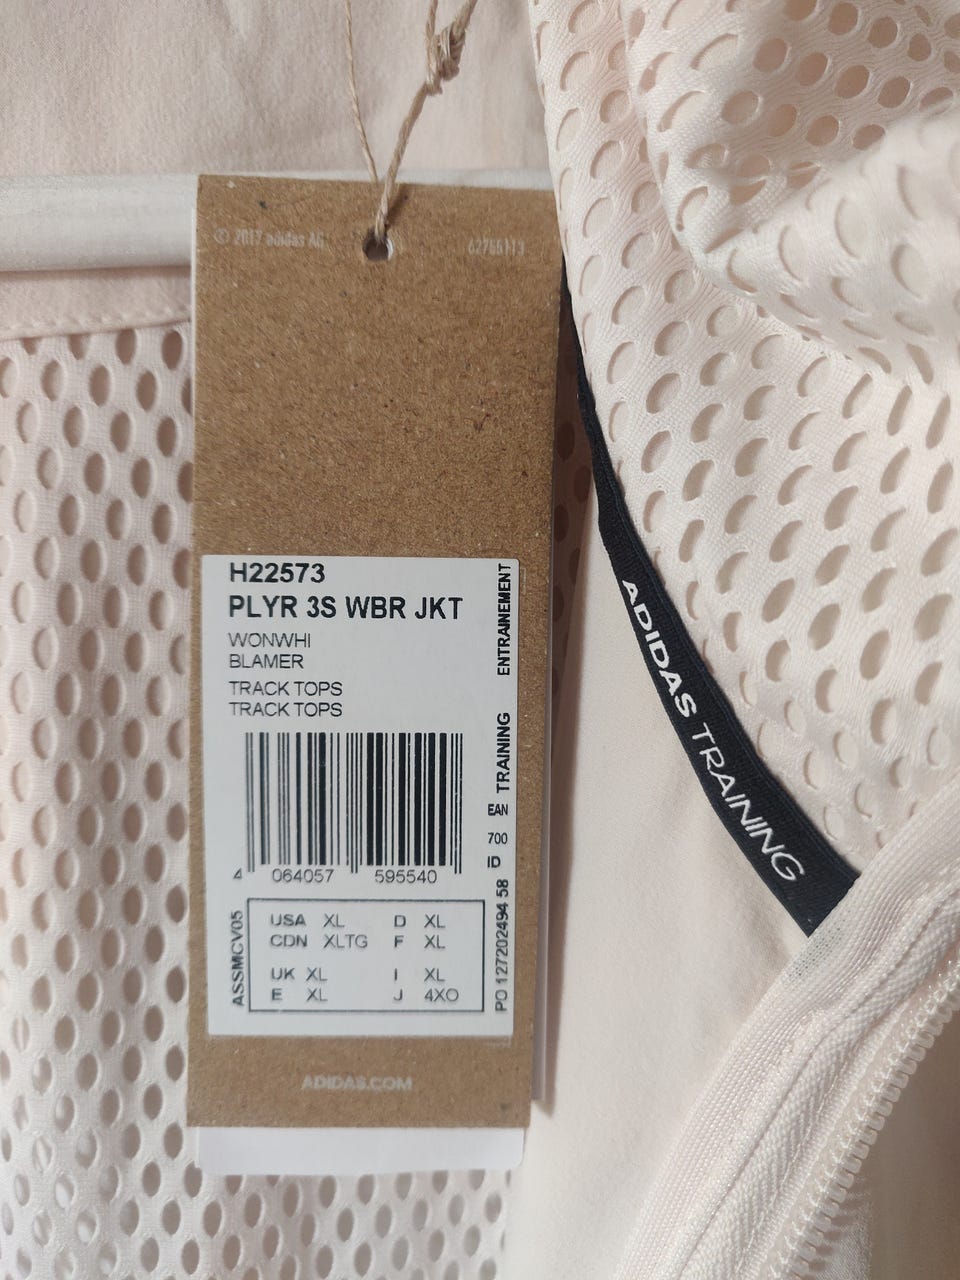 © 2017 adidas AG
62766113
H22573
PLYR 3S WBR JKT
WONWHI
BLAMER
TRACK TOPS
TRACK TOPS
TRAINING ENTRAINEMENT
EAN
700
ID
4 064057 595540
ASSMCV05
USA XL D XL
CDN XLTG F XL
UK XL I XL
E XL J 4XO
PO 127202494 58
ADIDAS.COM
ADIDAS TRAINING